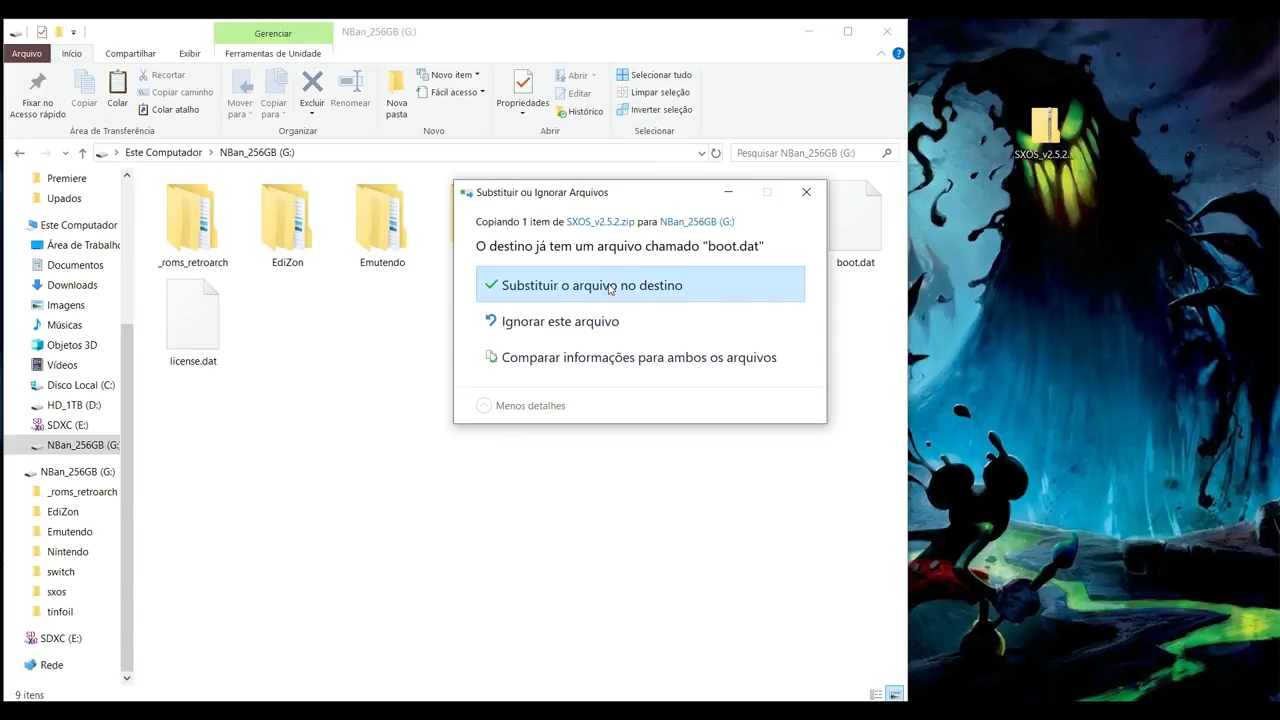 Gerenciar
NBan_256GB (G:)
Arquivo
Início
Compartilhar
Exibir
Ferramentas de Unidade
Fixar no
Acesso rápido
Copiar
Colar
Recortar
Copiar caminho
Colar atalho
Mover
para
Copiar
para
Excluir
Renomear
Nova
pasta
Novo item
Fácil acesso
Propriedades
Abrir
Editar
Histórico
Selecionar tudo
Limpar seleção
Inverter seleção
Área de Transferência
Organizar
Novo
Abrir
Selecionar
Este Computador
NBan_256GB (G:)
Pesquisar NBan_256GB (G:)
Premiere
Upados
Este Computador
Área de Trabalho
Documentos
Downloads
Imagens
Músicas
Objetos 3D
Vídeos
Disco Local (C:)
HD_1TB (D:)
SDXC (E:)
NBan_256GB (G:
NBan_256GB (G:)
_roms_retroarch
EdiZon
Emutendo
Nintendo
switch
sxos
tinfoil
SDXC (E:)
Rede
9 itens
_roms_retroarch
EdiZon
Emutendo
boot.dat
license.dat
Substituir ou Ignorar Arquivos
Copiando 1 item de SXOS_v2.5.2.zip para NBan_256GB (G:)
O destino já tem um arquivo chamado "boot.dat"
Substituir o arquivo no destino
Ignorar este arquivo
Comparar informações para ambos os arquivos
Menos detalhes
SXOS_v2.5.2...